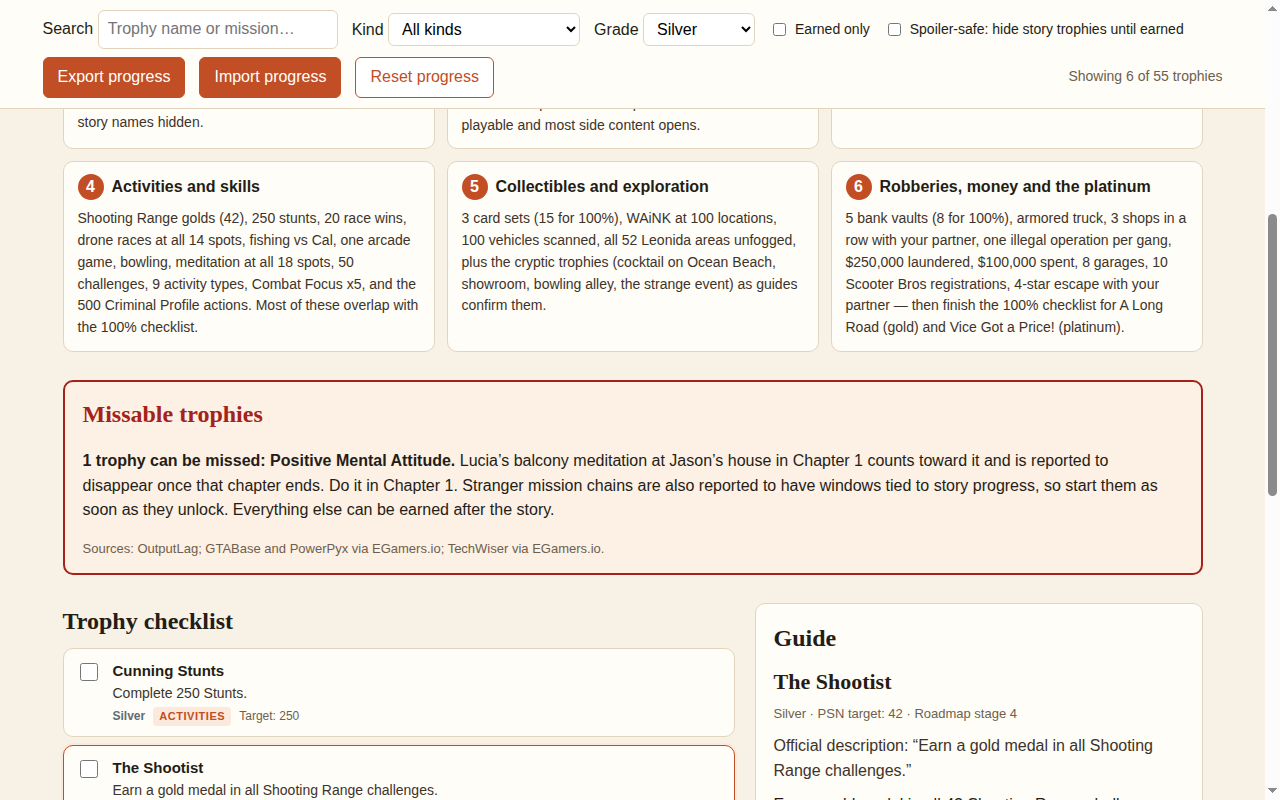 Search Trophy name or mission… Kind All kinds Grade Silver Earned only Spoiler-safe: hide story trophies until earned
Export progress Import progress Reset progress Showing 6 of 55 trophies
story names hidden.
playable and most side content opens.
4 Activities and skills
Shooting Range golds (42), 250 stunts, 20 race wins,
drone races at all 14 spots, fishing vs Cal, one arcade
game, bowling, meditation at all 18 spots, 50
challenges, 9 activity types, Combat Focus x5, and the
500 Criminal Profile actions. Most of these overlap with
the 100% checklist.
5 Collectibles and exploration
3 card sets (15 for 100%), WAiNK at 100 locations,
100 vehicles scanned, all 52 Leonida areas unfogged,
plus the cryptic trophies (cocktail on Ocean Beach,
showroom, bowling alley, the strange event) as guides
confirm them.
6 Robberies, money and the platinum
5 bank vaults (8 for 100%), armored truck, 3 shops in a
row with your partner, one illegal operation per gang,
$250,000 laundered, $100,000 spent, 8 garages, 10
Scooter Bros registrations, 4-star escape with your
partner — then finish the 100% checklist for A Long
Road (gold) and Vice Got a Price! (platinum).
Missable trophies
1 trophy can be missed: Positive Mental Attitude. Lucia’s balcony meditation at Jason’s house in Chapter 1 counts toward it and is reported to
disappear once that chapter ends. Do it in Chapter 1. Stranger mission chains are also reported to have windows tied to story progress, so start them as
soon as they unlock. Everything else can be earned after the story.
Sources: OutputLag; GTABase and PowerPyx via EGamers.io; TechWiser via EGamers.io.
Trophy checklist
Cunning Stunts
Complete 250 Stunts.
Silver ACTIVITIES Target: 250
The Shootist
Earn a gold medal in all Shooting Range challenges.
Guide
The Shootist
Silver · PSN target: 42 · Roadmap stage 4
Official description: “Earn a gold medal in all Shooting
Range challenges.”